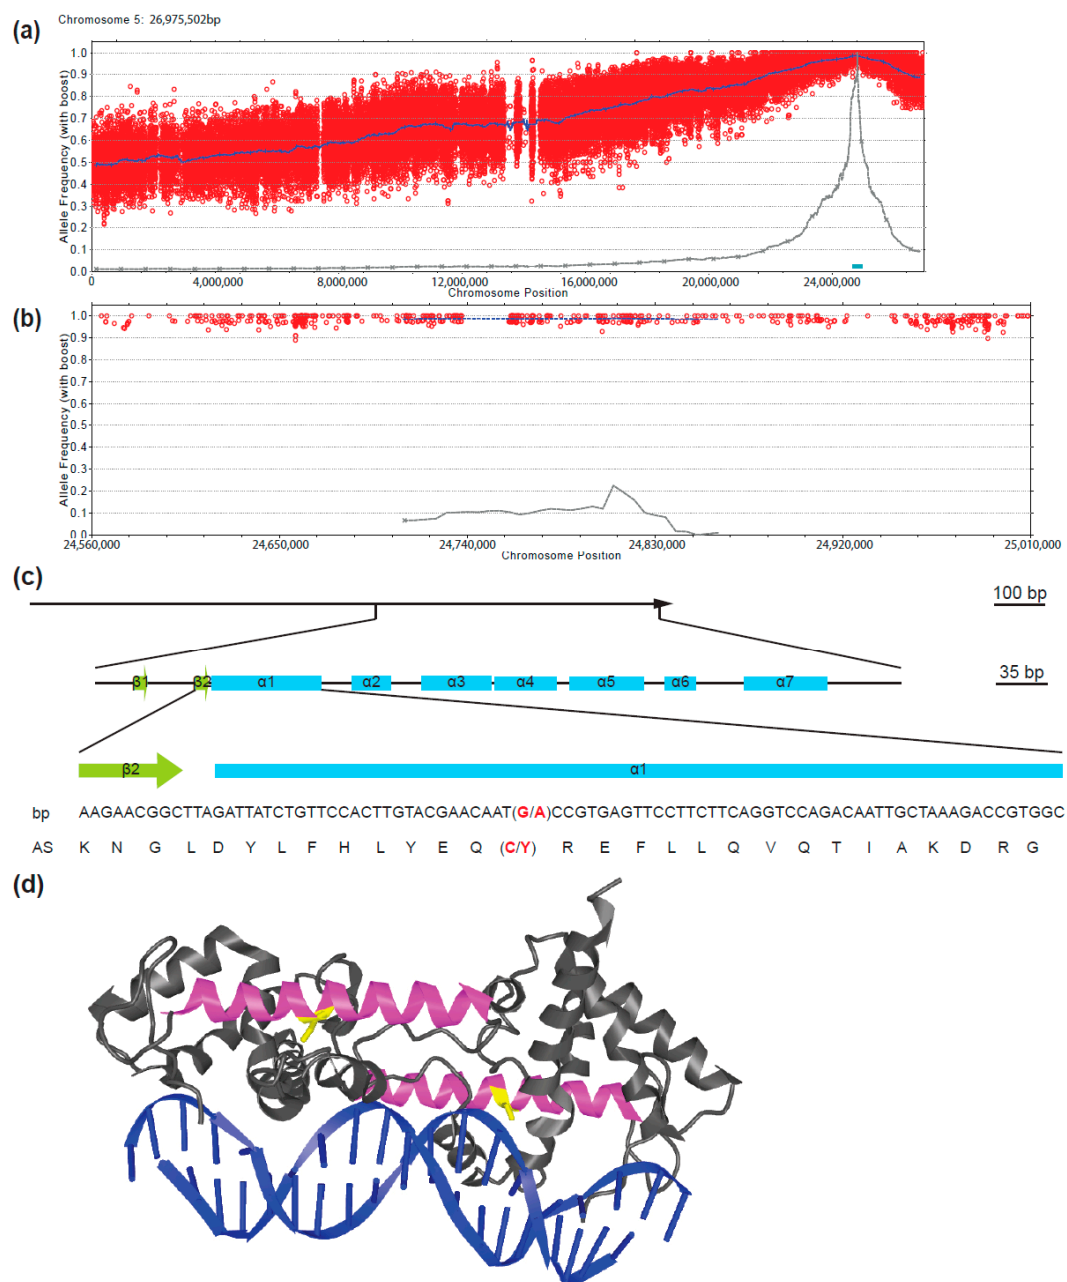 Chromosome 5: 26,975,502bp
(a)
Allele Frequency (with boost)
1.0
0.9
0.8
0.7
0.6
0.5
0.4
0.3
0.2
0.1
0.0
0 4,000,000 8,000,000 12,000,000 16,000,000 20,000,000 24,000,000
Chromosome Position
(b)
Allele Frequency (with boost)
1.0
0.9
0.8
0.7
0.6
0.5
0.4
0.3
0.2
0.1
0.0
24,560,000 24,650,000 24,740,000 24,830,000 24,920,000 25,010,000
Chromosome Position
(c)
100 bp
β1 β2 α1 α2 α3 α4 α5 α6 α7 35 bp
β2 α1
bp AAGAACGGCTTAGATTATCTGTTCCACTTGTACGAACAAT(G/A)CCGTGAGTTCCTTCTTCAGGTCCAGACAATTGCTAAAGACCGTGGC
AS K N G L D Y L F H L Y E Q (C/Y) R E F L L Q V Q T I A K D R G
(d)